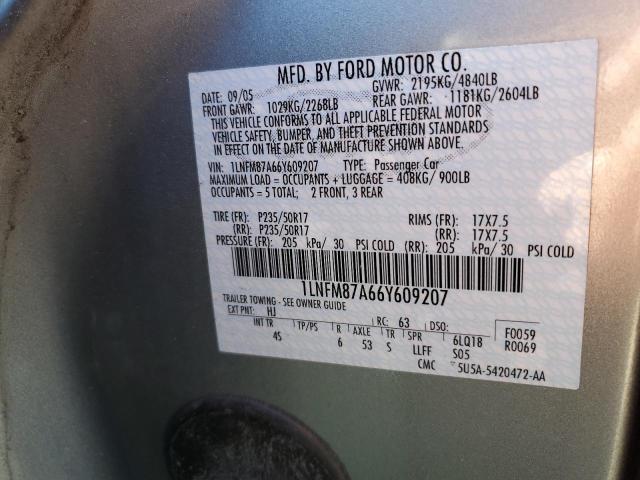 MFD. BY FORD MOTOR CO.
DATE: 09/05 GVWR: 2195KG/4840LB
FRONT GAWR: 1029KG/2268LB REAR GAWR: 1181KG/2604LB
THIS VEHICLE CONFORMS TO ALL APPLICABLE FEDERAL MOTOR
VEHICLE SAFETY, BUMPER, AND THEFT PREVENTION STANDARDS
IN EFFECT ON THE DATE OF MANUFACTURE SHOWN ABOVE.
VIN: 1LNFM87A66Y609207 TYPE: Passenger Car
MAXIMUM LOAD = OCCUPANTS + LUGGAGE = 408KG/ 900LB
OCCUPANTS = 5 TOTAL; 2 FRONT, 3 REAR
TIRE (FR): P235/50R17 RIMS (FR): 17X7.5
(RR): P235/50R17 (RR): 17X7.5
PRESSURE (FR): 205 kPa/ 30 PSI COLD (RR): 205 kPa/ 30 PSI COLD
1LNFM87A66Y609207
TRAILER TOWING - SEE OWNER GUIDE
EXT PNT: HJ RC: 63 DSO: F0059
INT TR TP/PS R AXLE TR SPR 6LQ18 R0069
4S 6 53 S LLFF S05
CMC 5U5A-5420472-AA